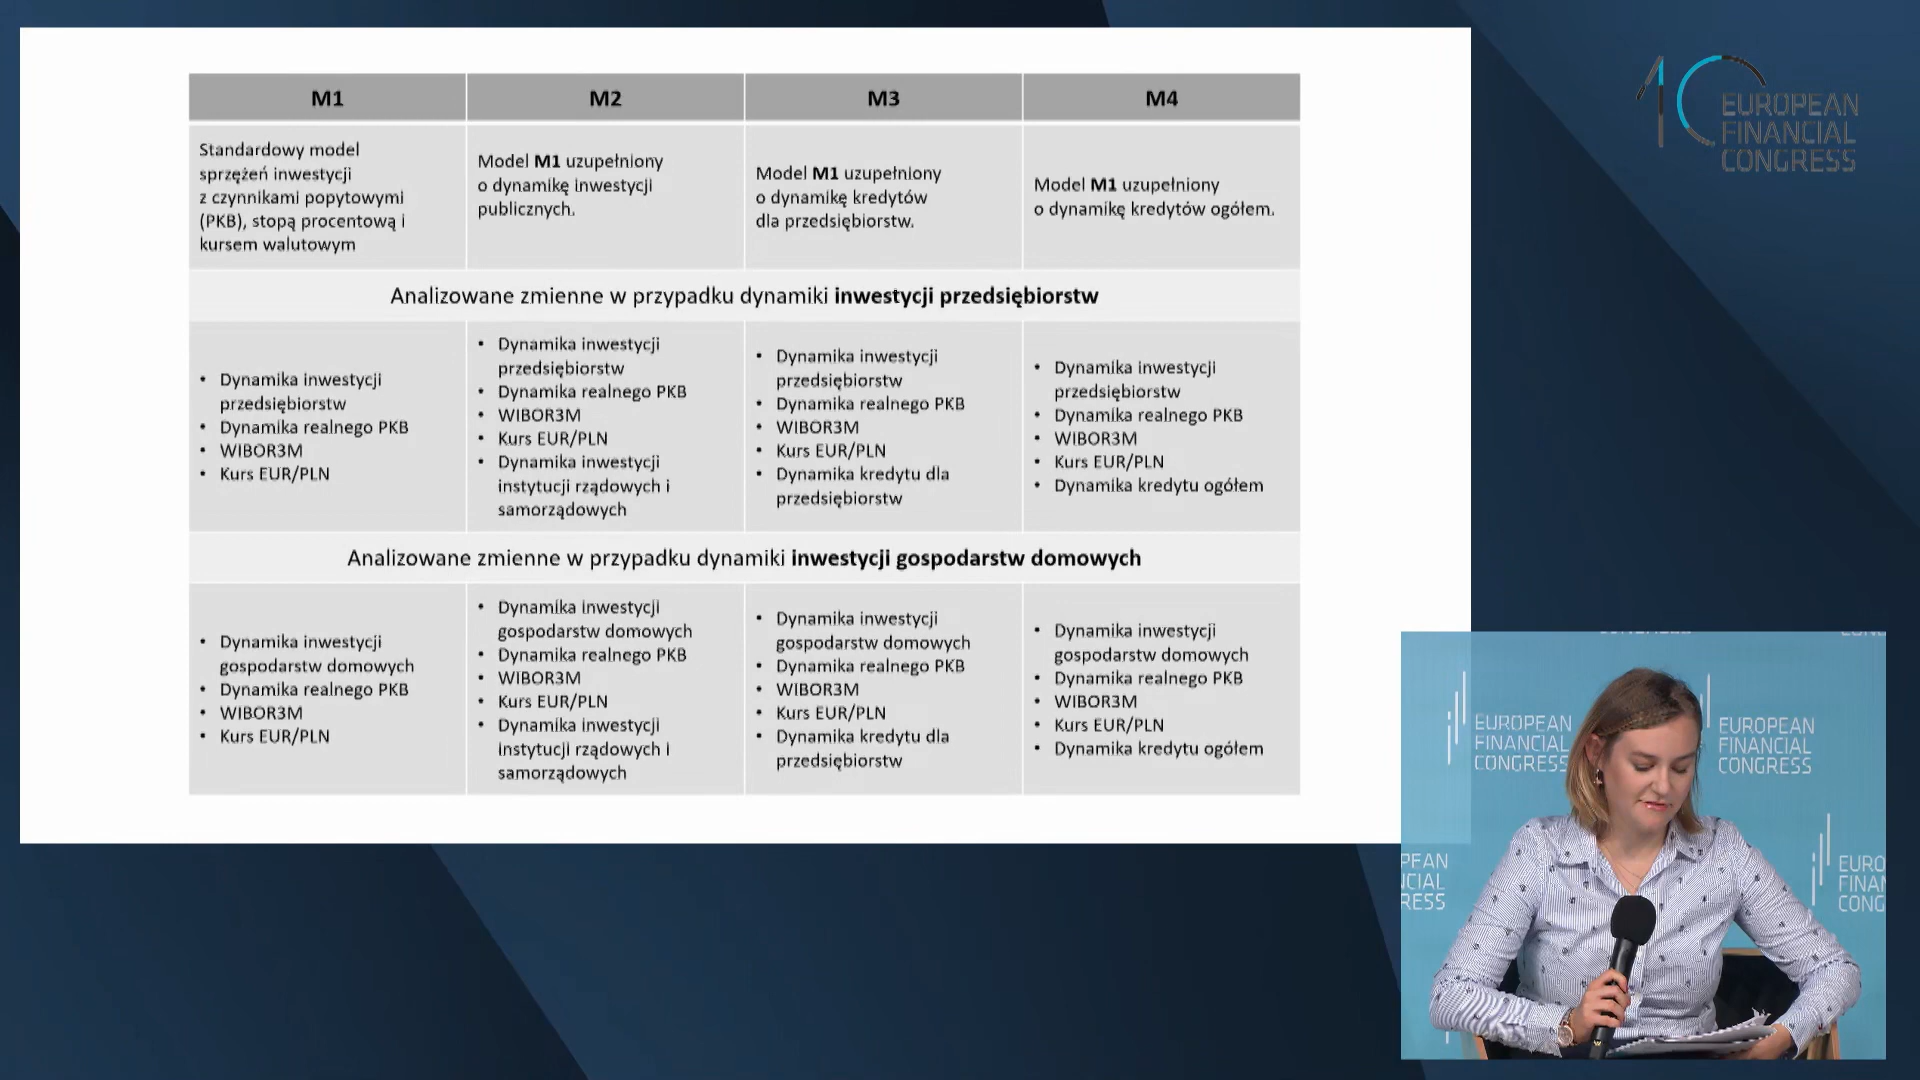 M1
M2
M3
M4
Standardowy model
sprzężeń inwestycji
z czynnikami popytowymi
(PKB), stopą procentową i
kursem walutowym
Model M1 uzupełniony
o dynamikę inwestycji
publicznych.
Model M1 uzupełniony
o dynamikę kredytów
dla przedsiębiorstw.
Model M1 uzupełniony
o dynamikę kredytów ogółem.
Analizowane zmienne w przypadku dynamiki inwestycji przedsiębiorstw
• Dynamika inwestycji
przedsiębiorstw
• Dynamika realnego PKB
• WIBOR3M
• Kurs EUR/PLN
• Dynamika inwestycji
przedsiębiorstw
• Dynamika realnego PKB
• WIBOR3M
• Kurs EUR/PLN
• Dynamika inwestycji
instytucji rządowych i
samorządowych
• Dynamika inwestycji
przedsiębiorstw
• Dynamika realnego PKB
• WIBOR3M
• Kurs EUR/PLN
• Dynamika kredytu dla
przedsiębiorstw
• Dynamika inwestycji
przedsiębiorstw
• Dynamika realnego PKB
• WIBOR3M
• Kurs EUR/PLN
• Dynamika kredytu ogółem
Analizowane zmienne w przypadku dynamiki inwestycji gospodarstw domowych
• Dynamika inwestycji
gospodarstw domowych
• Dynamika realnego PKB
• WIBOR3M
• Kurs EUR/PLN
• Dynamika inwestycji
gospodarstw domowych
• Dynamika realnego PKB
• WIBOR3M
• Kurs EUR/PLN
• Dynamika inwestycji
instytucji rządowych i
samorządowych
• Dynamika inwestycji
gospodarstw domowych
• Dynamika realnego PKB
• WIBOR3M
• Kurs EUR/PLN
• Dynamika kredytu dla
przedsiębiorstw
• Dynamika inwestycji
gospodarstw domowych
• Dynamika realnego PKB
• WIBOR3M
• Kurs EUR/PLN
• Dynamika kredytu ogółem
10
EUROPEAN
FINANCIAL
CONGRESS
EUROPEAN
FINANCIAL
CONGRESS
EUROPEAN
FINANCIAL
CONGRESS
PEAN
NCIAL
RESS
EURO
FINAN
CONG